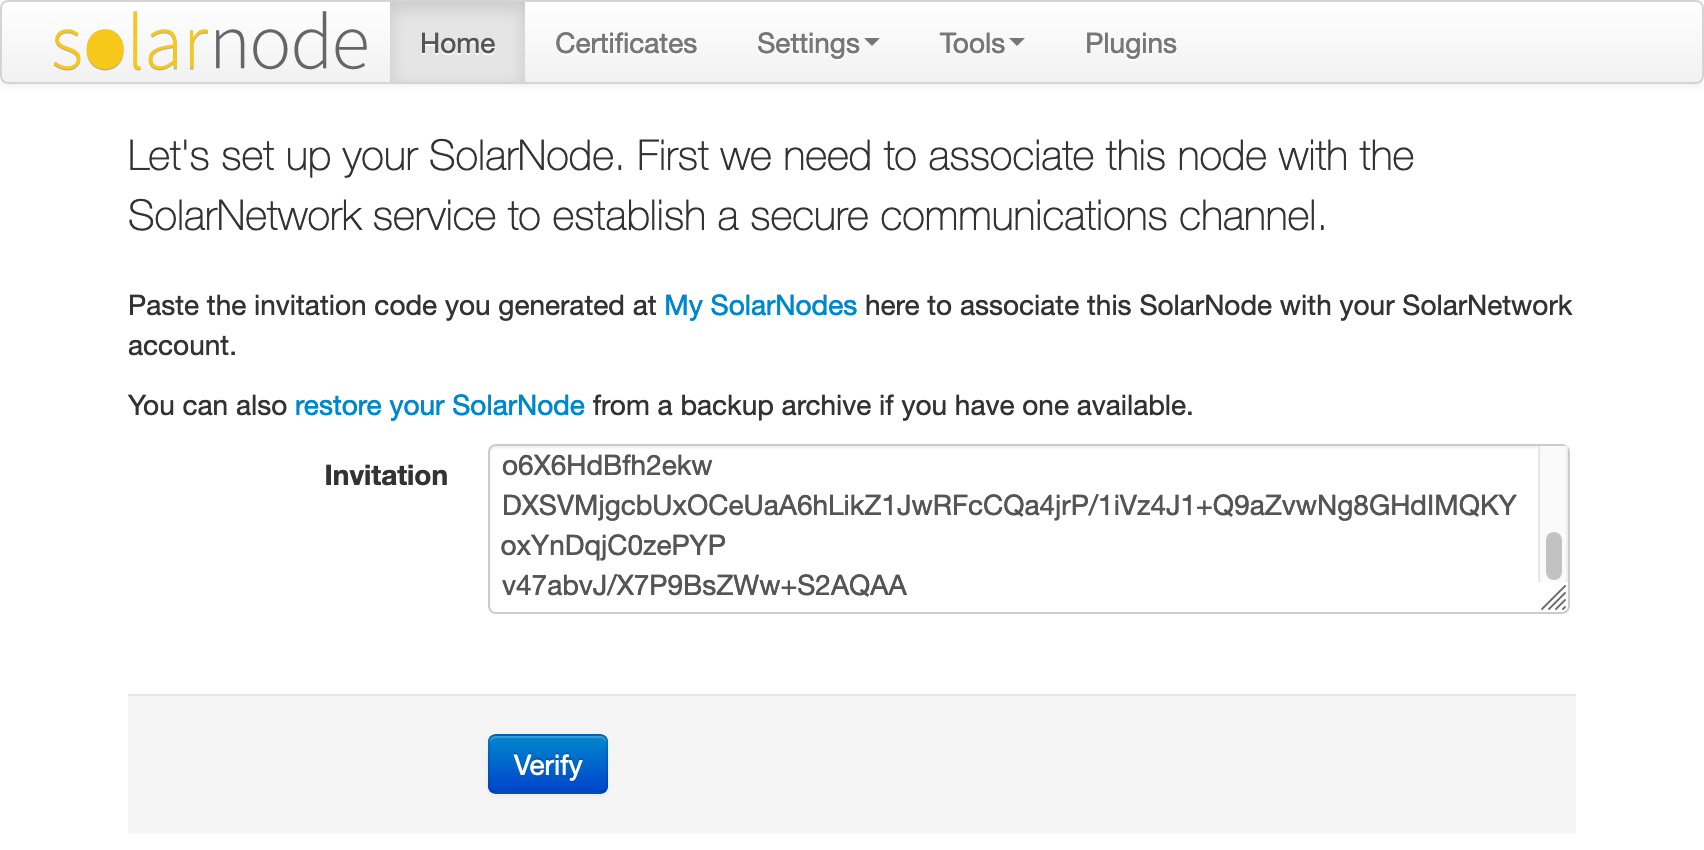 solarnode Home Certificates Settings Tools Plugins
Let's set up your SolarNode. First we need to associate this node with the
SolarNetwork service to establish a secure communications channel.
Paste the invitation code you generated at My SolarNodes here to associate this SolarNode with your SolarNetwork
account.
You can also restore your SolarNode from a backup archive if you have one available.
Invitation
o6X6HdBfh2ekw
DXSVMjgcbUxOCeUaA6hLikZ1JwRFcCQa4jrP/1iVz4J1+Q9aZvwNg8GHdIMQKY
oxYnDqjC0zePYP
v47abvJ/X7P9BsZWw+S2AQAA
Verify